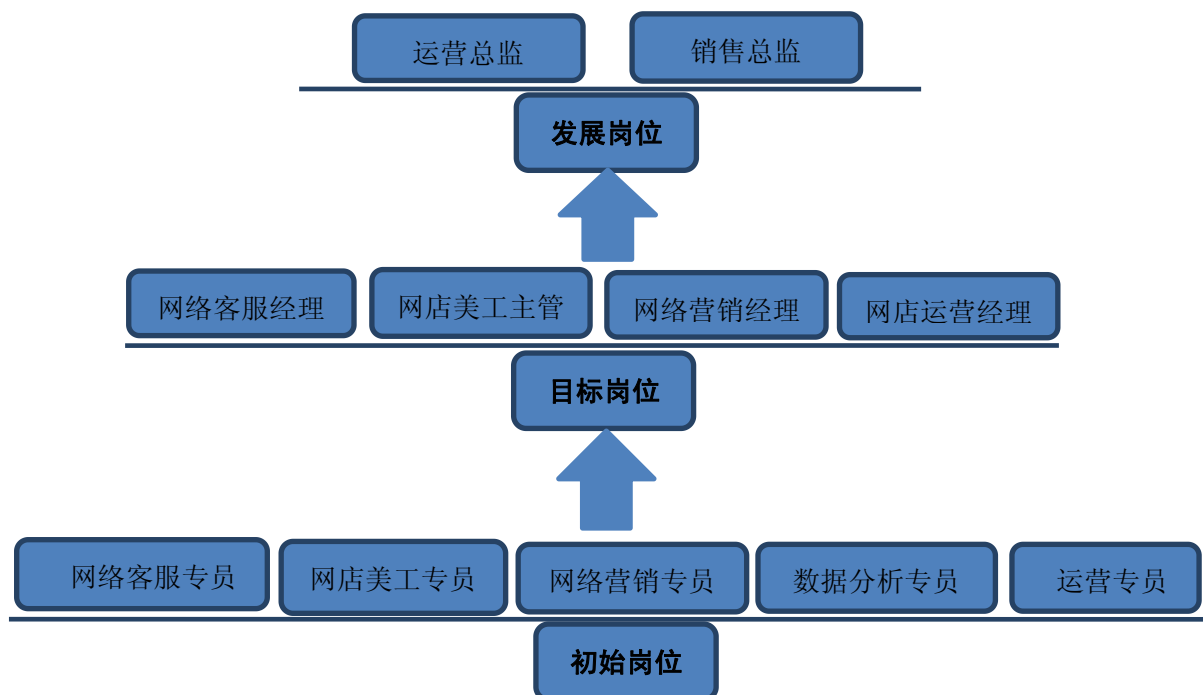 运营总监 销售总监
发展岗位
网络客服经理 网店美工主管 网络营销经理 网店运营经理
目标岗位
网络客服专员 网店美工专员 网络营销专员 数据分析专员 运营专员
初始岗位